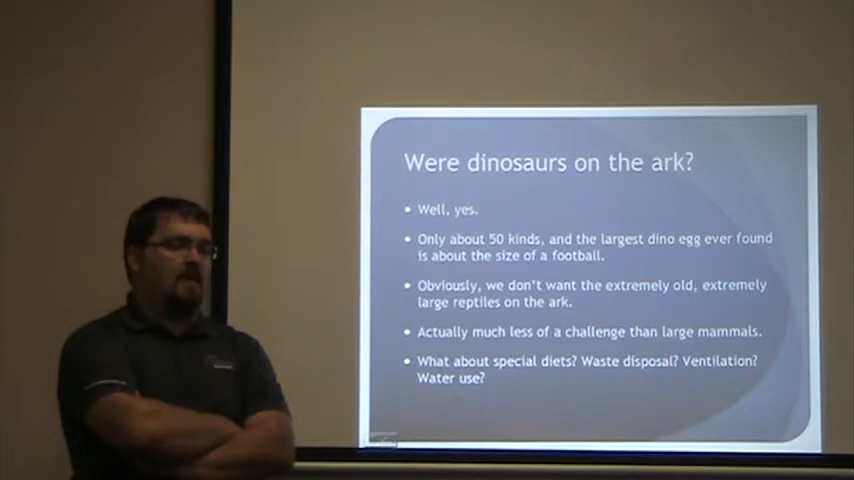 Were dinosaurs on the ark?
• Well, yes.
• Only about 50 kinds, and the largest dino egg ever found
is about the size of a football.
• Obviously, we don't want the extremely old, extremely
large reptiles on the ark.
• Actually much less of a challenge than large mammals.
• What about special diets? Waste disposal? Ventilation?
Water use?